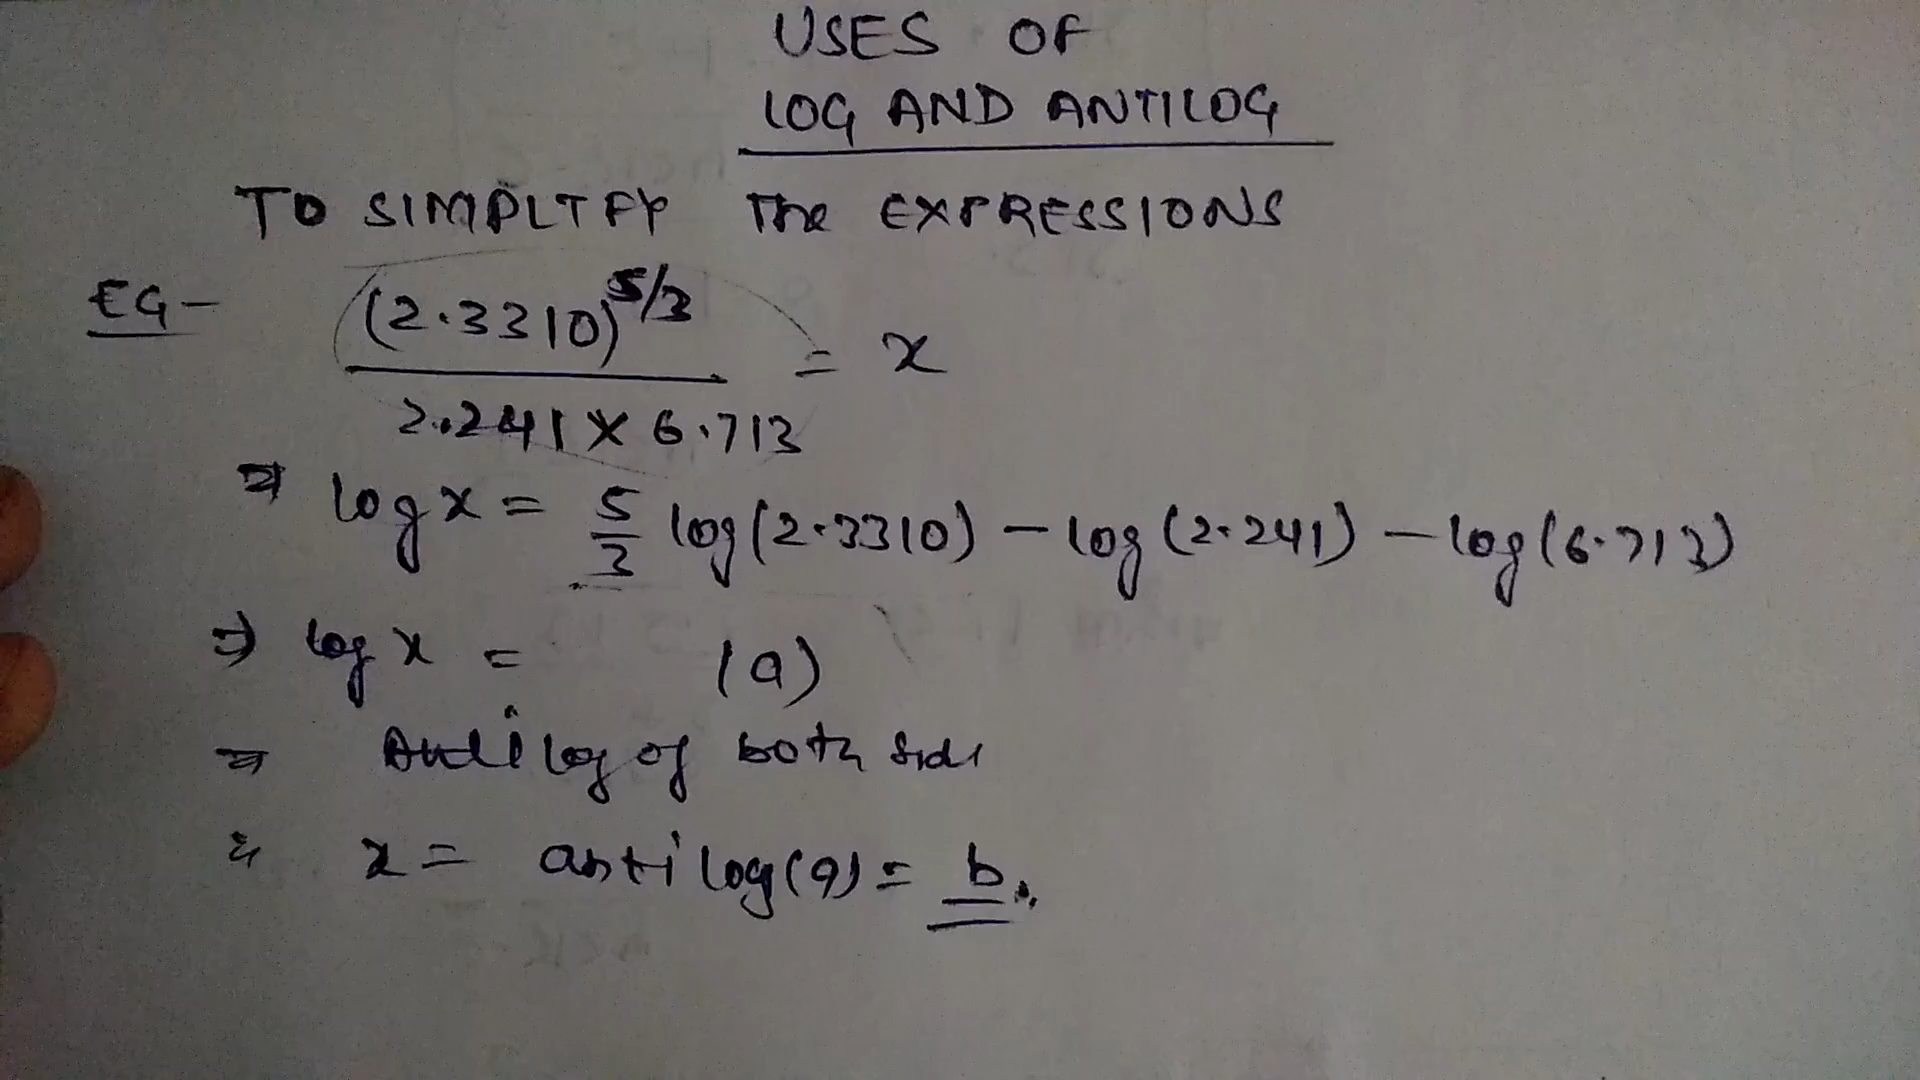 USES OF
LOG AND ANTILOG
TO SIMPLIFY The EXPRESSIONS
EG- (2.3310)^5/3 = x
2.241 X 6.713
⇒ log x = 5/3 log(2.3310) - log(2.241) - log(6.713)
⇒ log x = (a)
⇒ Antilog of both side
x = antilog(a) = b.